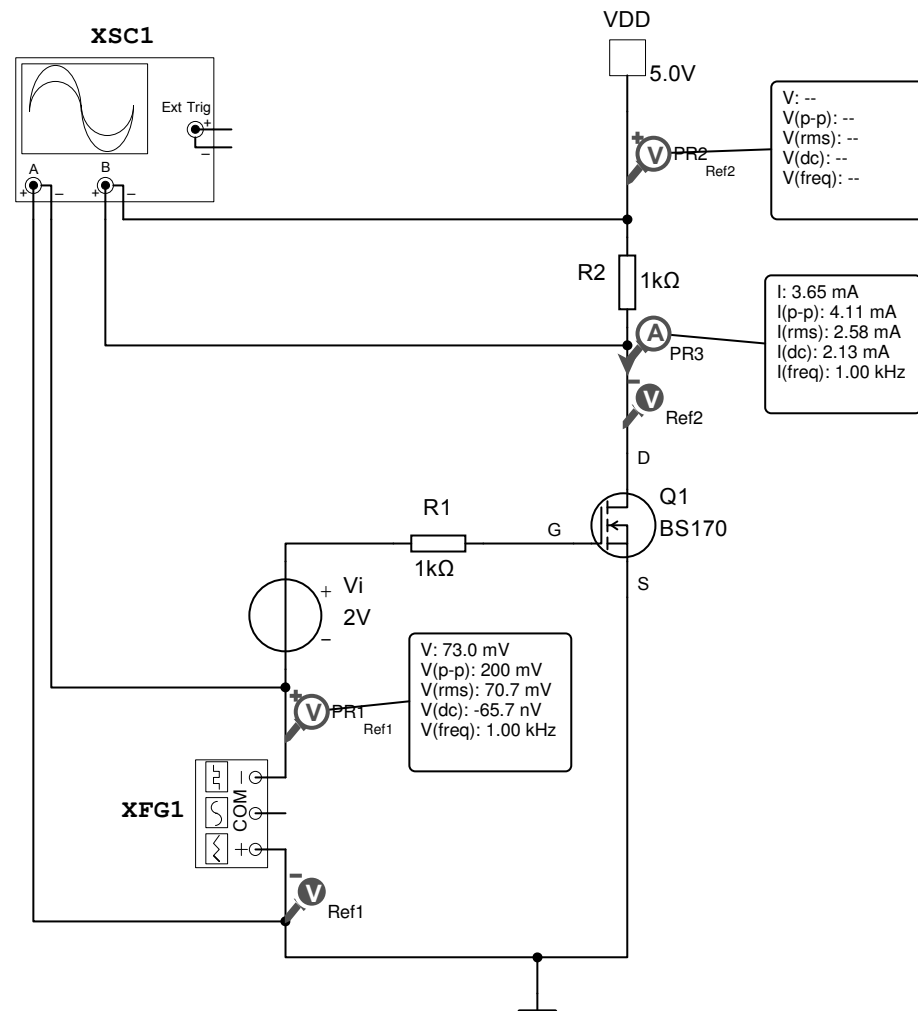 XSC1
Ext Trig
+
−
A
B
+
−
+
−
VDD
5.0V
+
V
PR2
Ref2
V: --
V(p-p): --
V(rms): --
V(dc): --
V(freq): --
R2
1kΩ
A
PR3
I: 3.65 mA
I(p-p): 4.11 mA
I(rms): 2.58 mA
I(dc): 2.13 mA
I(freq): 1.00 kHz
−
V
Ref2
D
Q1
BS170
G
S
R1
1kΩ
Vi
2V
+
−
+
V
PR1
Ref1
V: 73.0 mV
V(p-p): 200 mV
V(rms): 70.7 mV
V(dc): -65.7 nV
V(freq): 1.00 kHz
XFG1
−
COM
+
−
V
Ref1